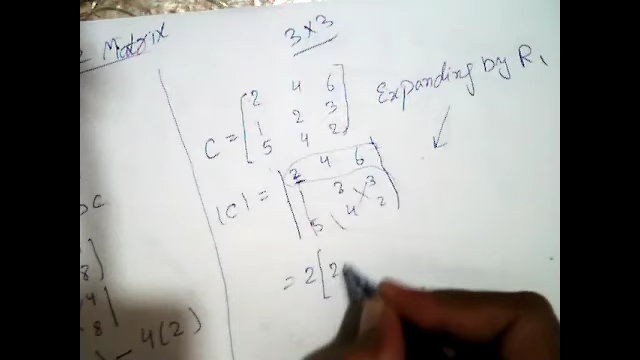 Matrix
3×3
C = [2 4 6
1 2 3
5 4 2]
Expanding by R1
|C| = |2 4 6
1 2 3
5 4 2|
= 2[2
- 4(2)